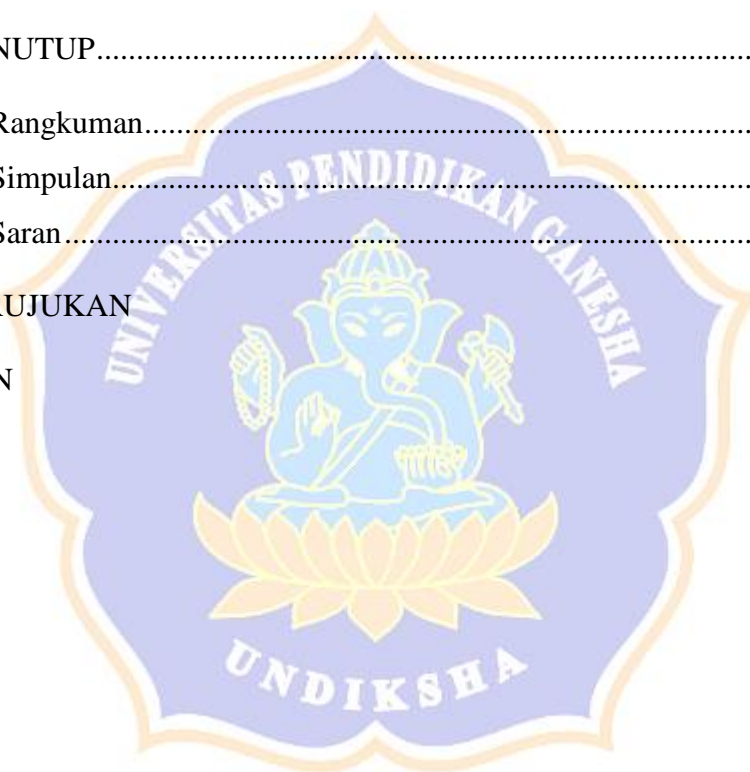 NUTUP.......................................................................................
Rangkuman.................................................................................
Simpulan.....................................................................................
Saran...........................................................................................
RUJUKAN
N
UNIVERSITAS PENDIDIKAN GANESHA
UNDIKSHA